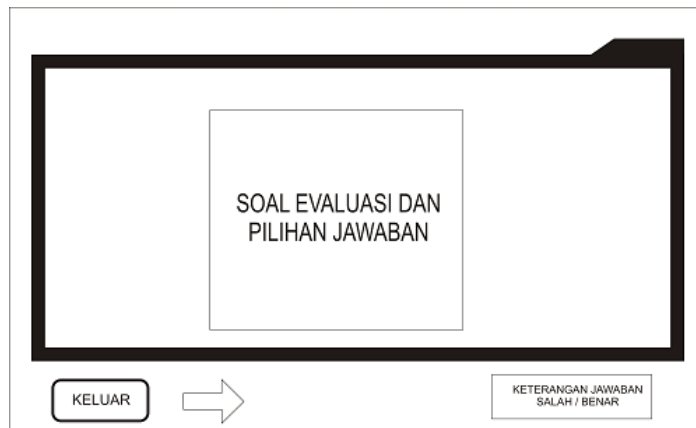 SOAL EVALUASI DAN
PILIHAN JAWABAN
KELUAR
KETERANGAN JAWABAN
SALAH / BENAR